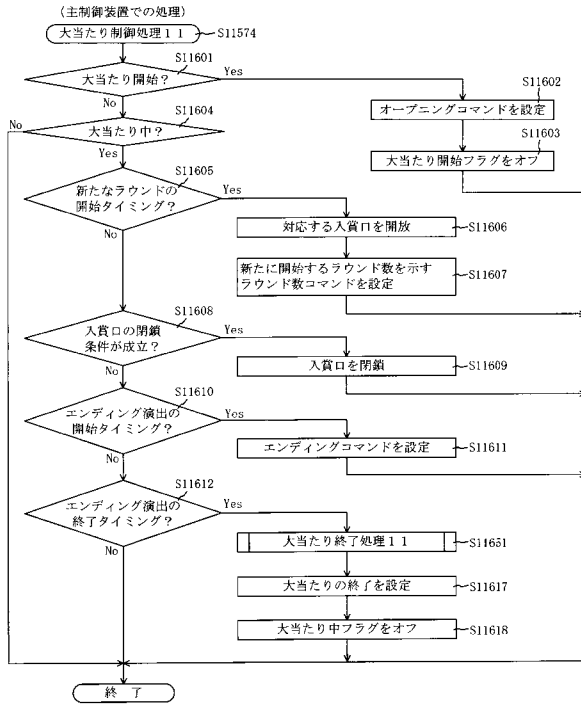 (主制御装置での処理)
大当たり制御処理11
S11574
S11601
大当たり開始?
Yes
No
S11602
オープニングコマンドを設定
S11603
大当たり開始フラグをオフ
S11604
大当たり中?
No
Yes
S11605
新たなラウンドの
開始タイミング?
Yes
No
対応する入賞口を開放
S11606
新たに開始するラウンド数を示す
ラウンド数コマンドを設定
S11607
S11608
入賞口の閉鎖
条件が成立?
Yes
No
入賞口を閉鎖
S11609
S11610
エンディング演出の
開始タイミング?
Yes
No
エンディングコマンドを設定
S11611
S11612
エンディング演出の
終了タイミング?
Yes
No
大当たり終了処理11
S11651
大当たりの終了を設定
S11617
大当たり中フラグをオフ
S11618
終 了